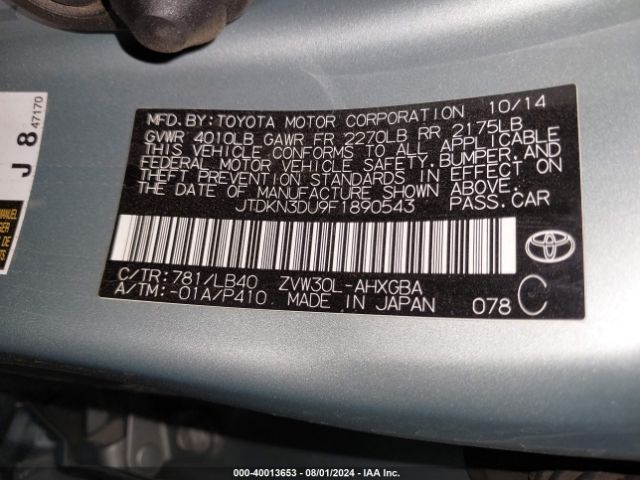 MFD. BY: TOYOTA MOTOR CORPORATION 10/14
GVWR 4010LB GAWR FR 2270LB RR 2175LB
THIS VEHICLE CONFORMS TO ALL APPLICABLE
FEDERAL MOTOR VEHICLE SAFETY, BUMPER, AND
THEFT PREVENTION STANDARDS IN EFFECT ON
THE DATE OF MANUFACTURE SHOWN ABOVE.
JTDKN3DU9F1890543 PASS.CAR
C/TR: 781/LB40 ZVW30L-AHXGBA
A/TM: -01A/P410 MADE IN JAPAN 078 C
J 8 47170
DE
TS
000-40013653 - 08/01/2024 - IAA Inc.